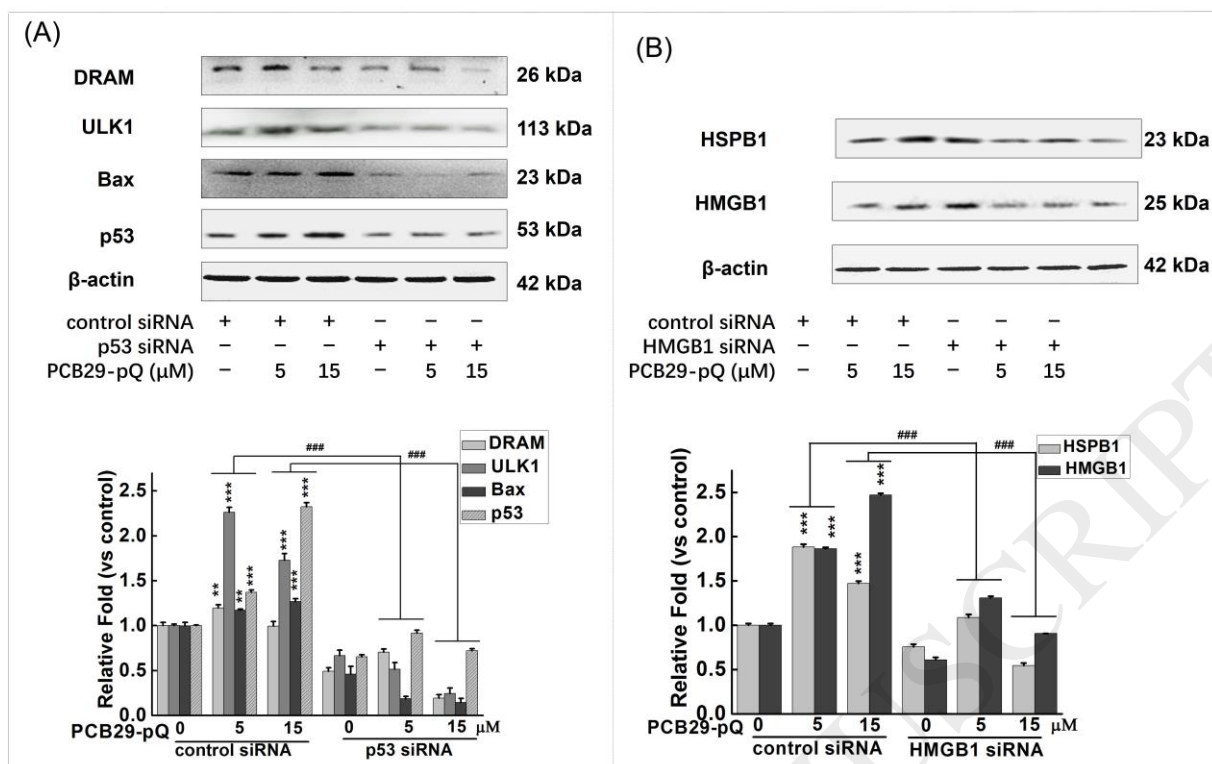 (A)
DRAM 26 kDa
ULK1 113 kDa
Bax 23 kDa
p53 53 kDa
β-actin 42 kDa
control siRNA + + + – – –
p53 siRNA – – – + + +
PCB29-pQ (μM) – 5 15 – 5 15
Relative Fold (vs control)
2.5
2.0
1.5
1.0
0.5
0.0
###
###
DRAM
ULK1
Bax
p53
** *** ** ***
*** *** ***
PCB29-pQ 0 5 15 0 5 15 μM
control siRNA p53 siRNA
(B)
HSPB1 23 kDa
HMGB1 25 kDa
β-actin 42 kDa
control siRNA + + + – – –
HMGB1 siRNA – – – + + +
PCB29-pQ (μM) – 5 15 – 5 15
Relative Fold (vs control)
2.5
2.0
1.5
1.0
0.5
0.0
###
###
HSPB1
HMGB1
*** ***
*** ***
PCB29-pQ 0 5 15 0 5 15 μM
control siRNA HMGB1 siRNA
USCRIPT